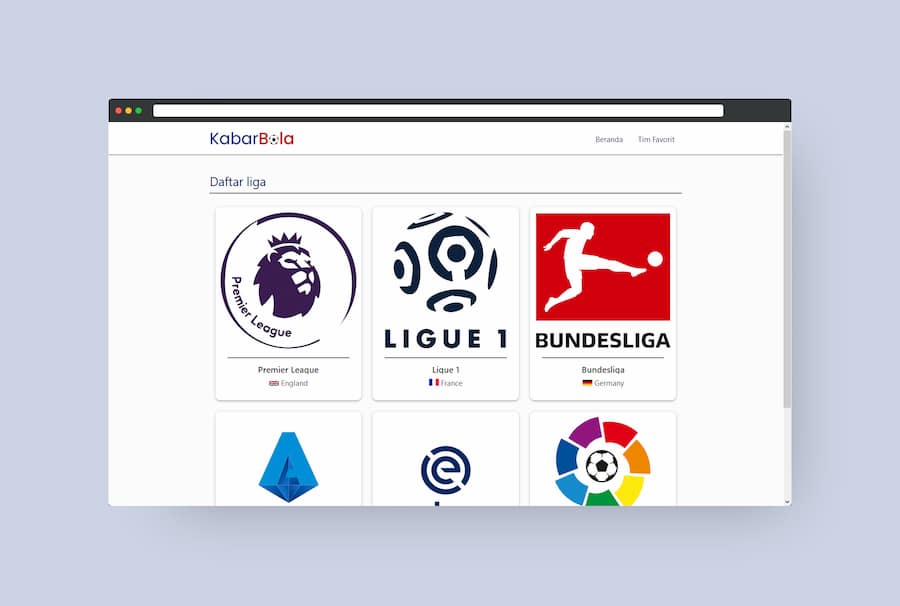 KabarBola
Beranda
Tim Favorit
Daftar liga
Premier League
LIGUE 1
BUNDESLIGA
Premier League
England
Ligue 1
France
Bundesliga
Germany